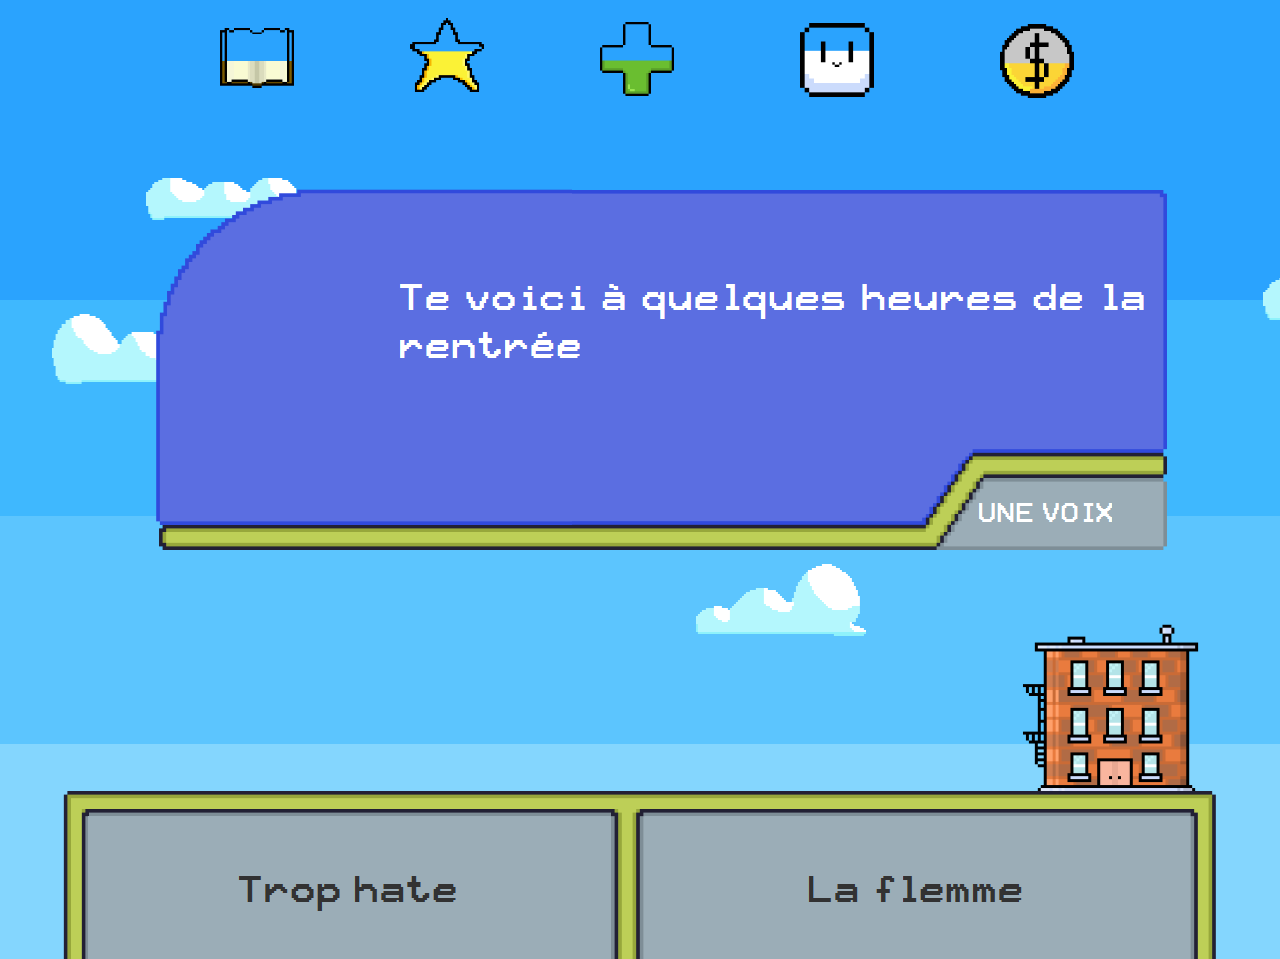 Te voici à quelques heures de la
rentrée
UNE VOIX
Trop hate
La flemme